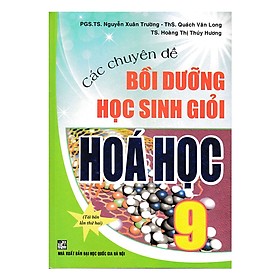 PGS.TS. Nguyễn Xuân Trường - ThS. Quách Văn Long
TS. Hoàng Thị Thúy Hương
Các chuyên đề
BỒI DƯỠNG
HỌC SINH GIỎI
HOÁ HỌC
9
(Tái bản
lần thứ hai)
NHÀ XUẤT BẢN ĐẠI HỌC QUỐC GIA HÀ NỘI